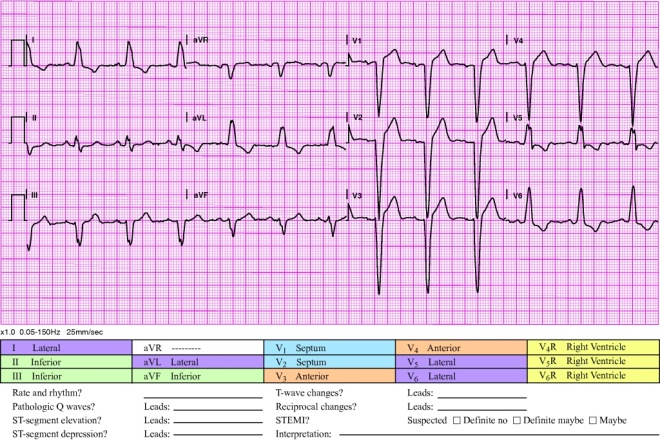 I aVR V1 V4
II aVL V2 V5
III aVF V3 V6
x1.0 0.05-150Hz 25mm/sec
I Lateral aVR --------- V1 Septum V4 Anterior V4R Right Ventricle
II Inferior aVL Lateral V2 Septum V5 Lateral V5R Right Ventricle
III Inferior aVF Inferior V3 Anterior V6 Lateral V6R Right Ventricle
Rate and rhythm? T-wave changes? Leads:
Pathologic Q waves? Leads: Reciprocal changes? Leads:
ST-segment elevation? Leads: STEMI? Suspected □ Definite no □ Definite maybe □ Maybe
ST-segment depression? Leads: Interpretation: